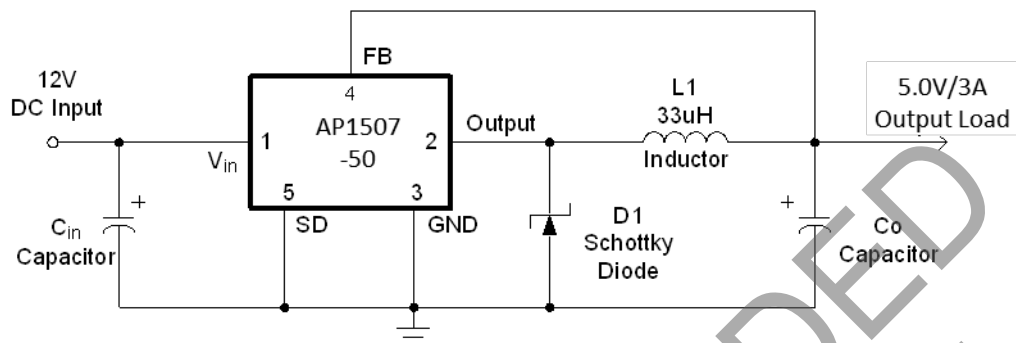 FB
12V
DC Input
4
AP1507
-50
1
2
Vin
5
3
SD
GND
Output
L1
33uH
Inductor
5.0V/3A
Output Load
+
Cin
Capacitor
D1
Schottky
Diode
+
Co
Capacitor
DED